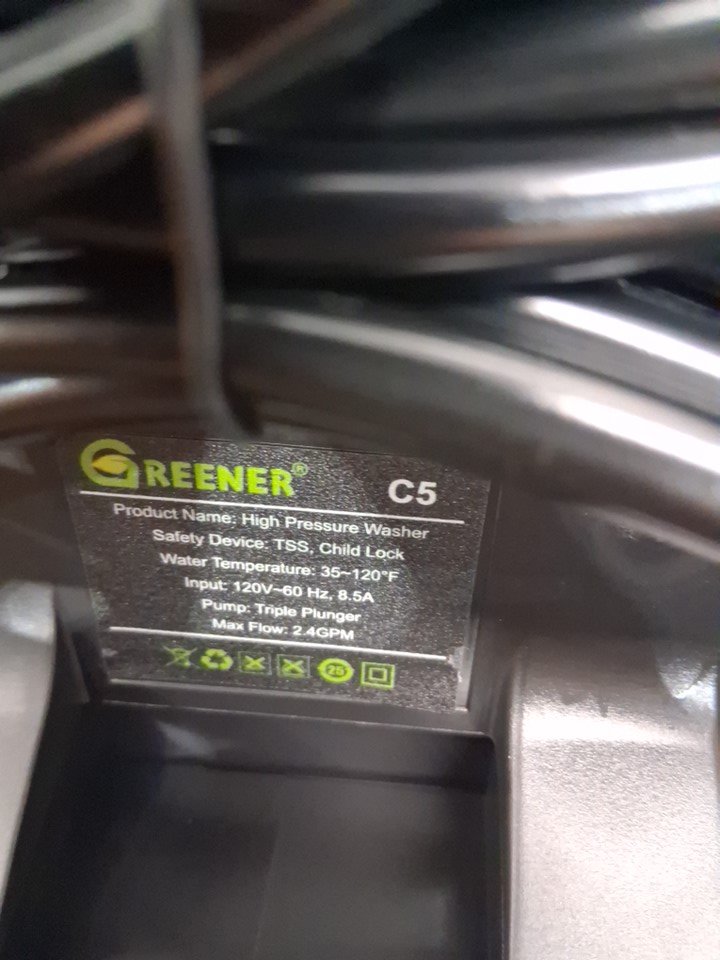 GREENER® C5
Product Name: High Pressure Washer
Safety Device: TSS, Child Lock
Water Temperature: 35~120°F
Input: 120V~60 Hz, 8.5A
Pump: Triple Plunger
Max Flow: 2.4GPM
25